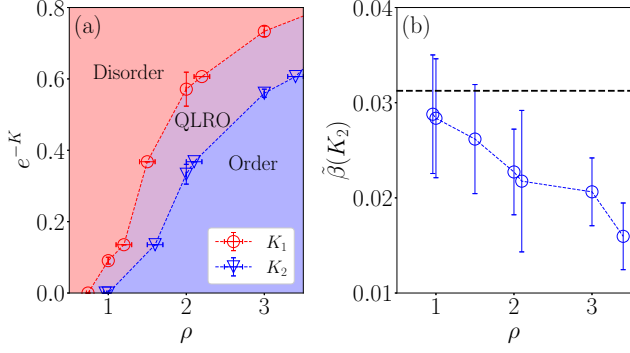 (a)
Disorder
QLRO
Order
K₁
K₂
e⁻ᴷ
0.0
0.2
0.4
0.6
0.8
1
2
3
ρ
(b)
β̃(K₂)
0.01
0.02
0.03
0.04
1
2
3
ρ